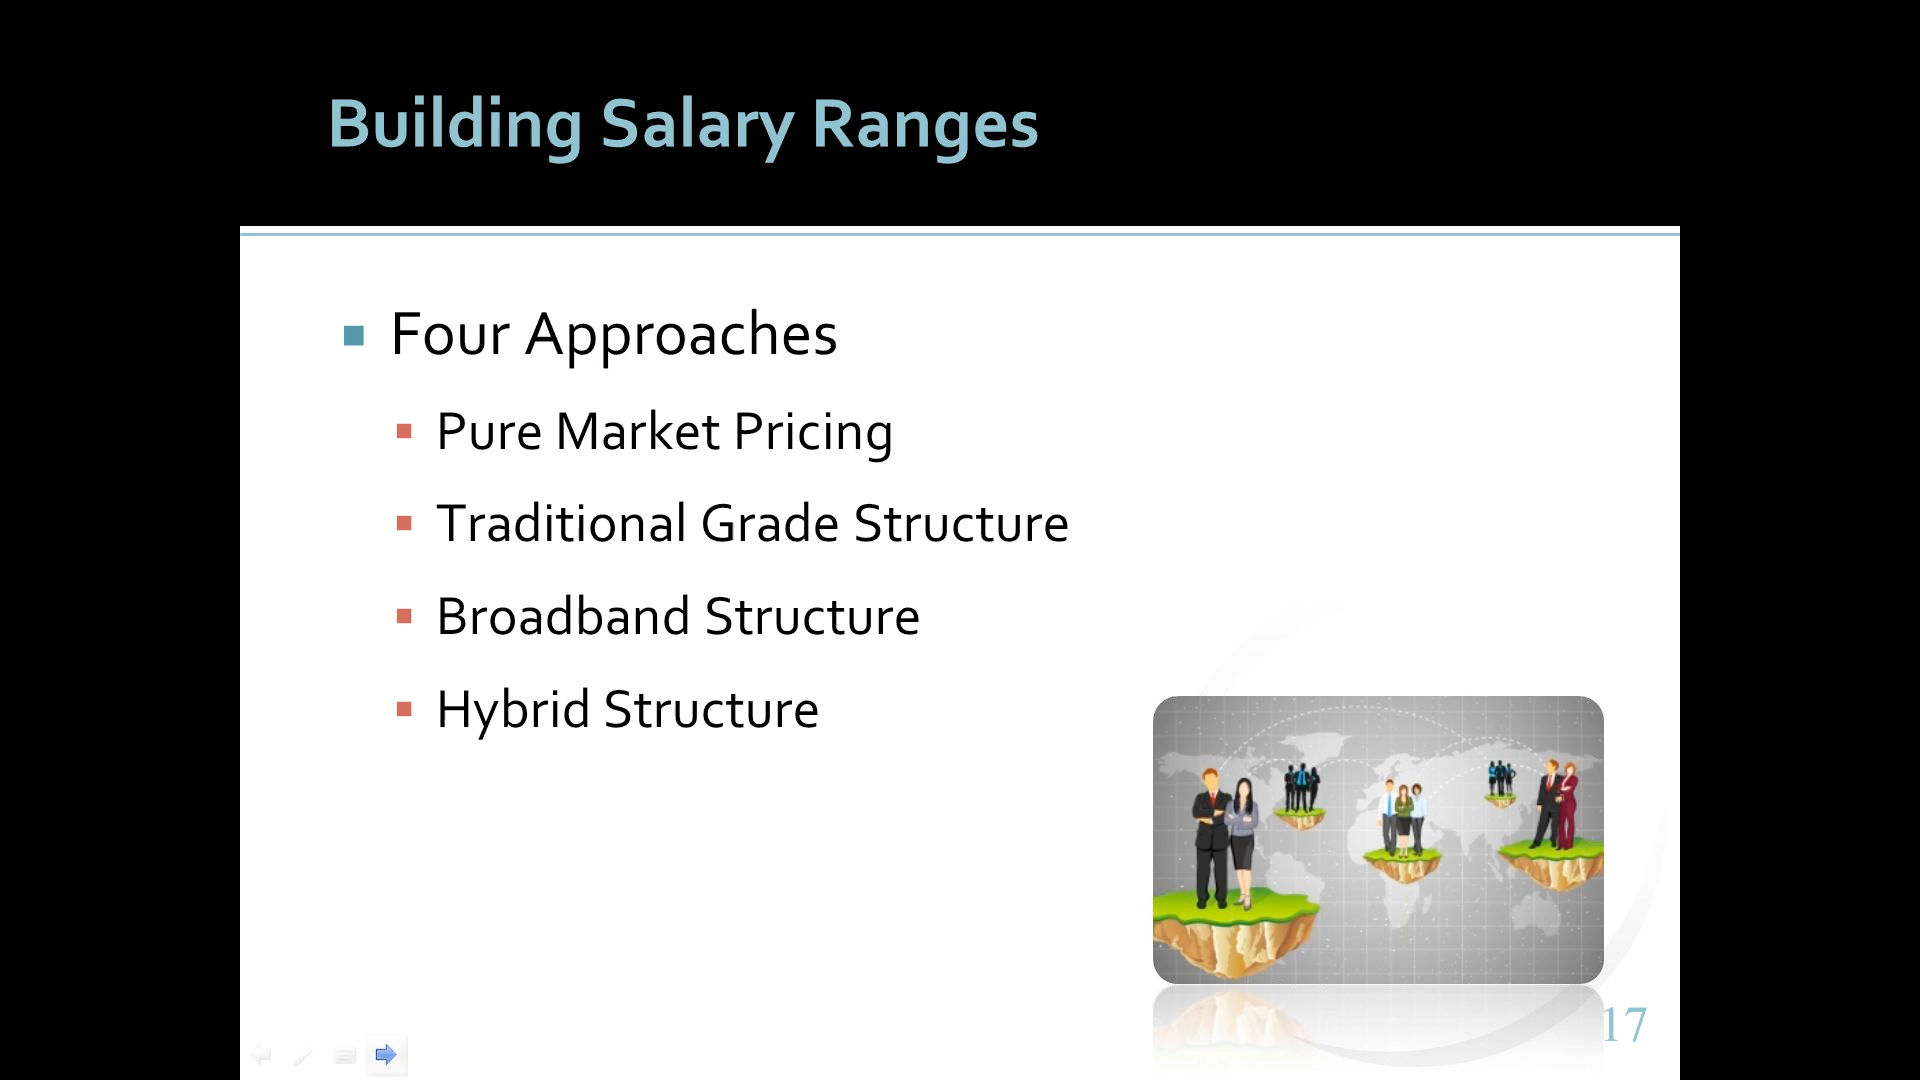 Building Salary Ranges
Four Approaches
Pure Market Pricing
Traditional Grade Structure
Broadband Structure
Hybrid Structure
17